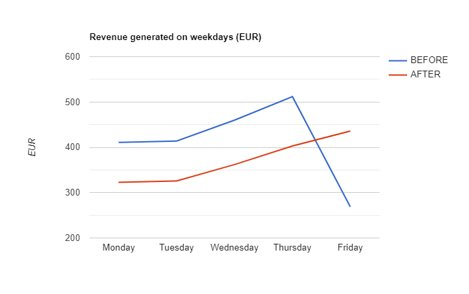 Revenue generated on weekdays (EUR)
BEFORE
AFTER
EUR
600
500
400
300
200
Monday Tuesday Wednesday Thursday Friday